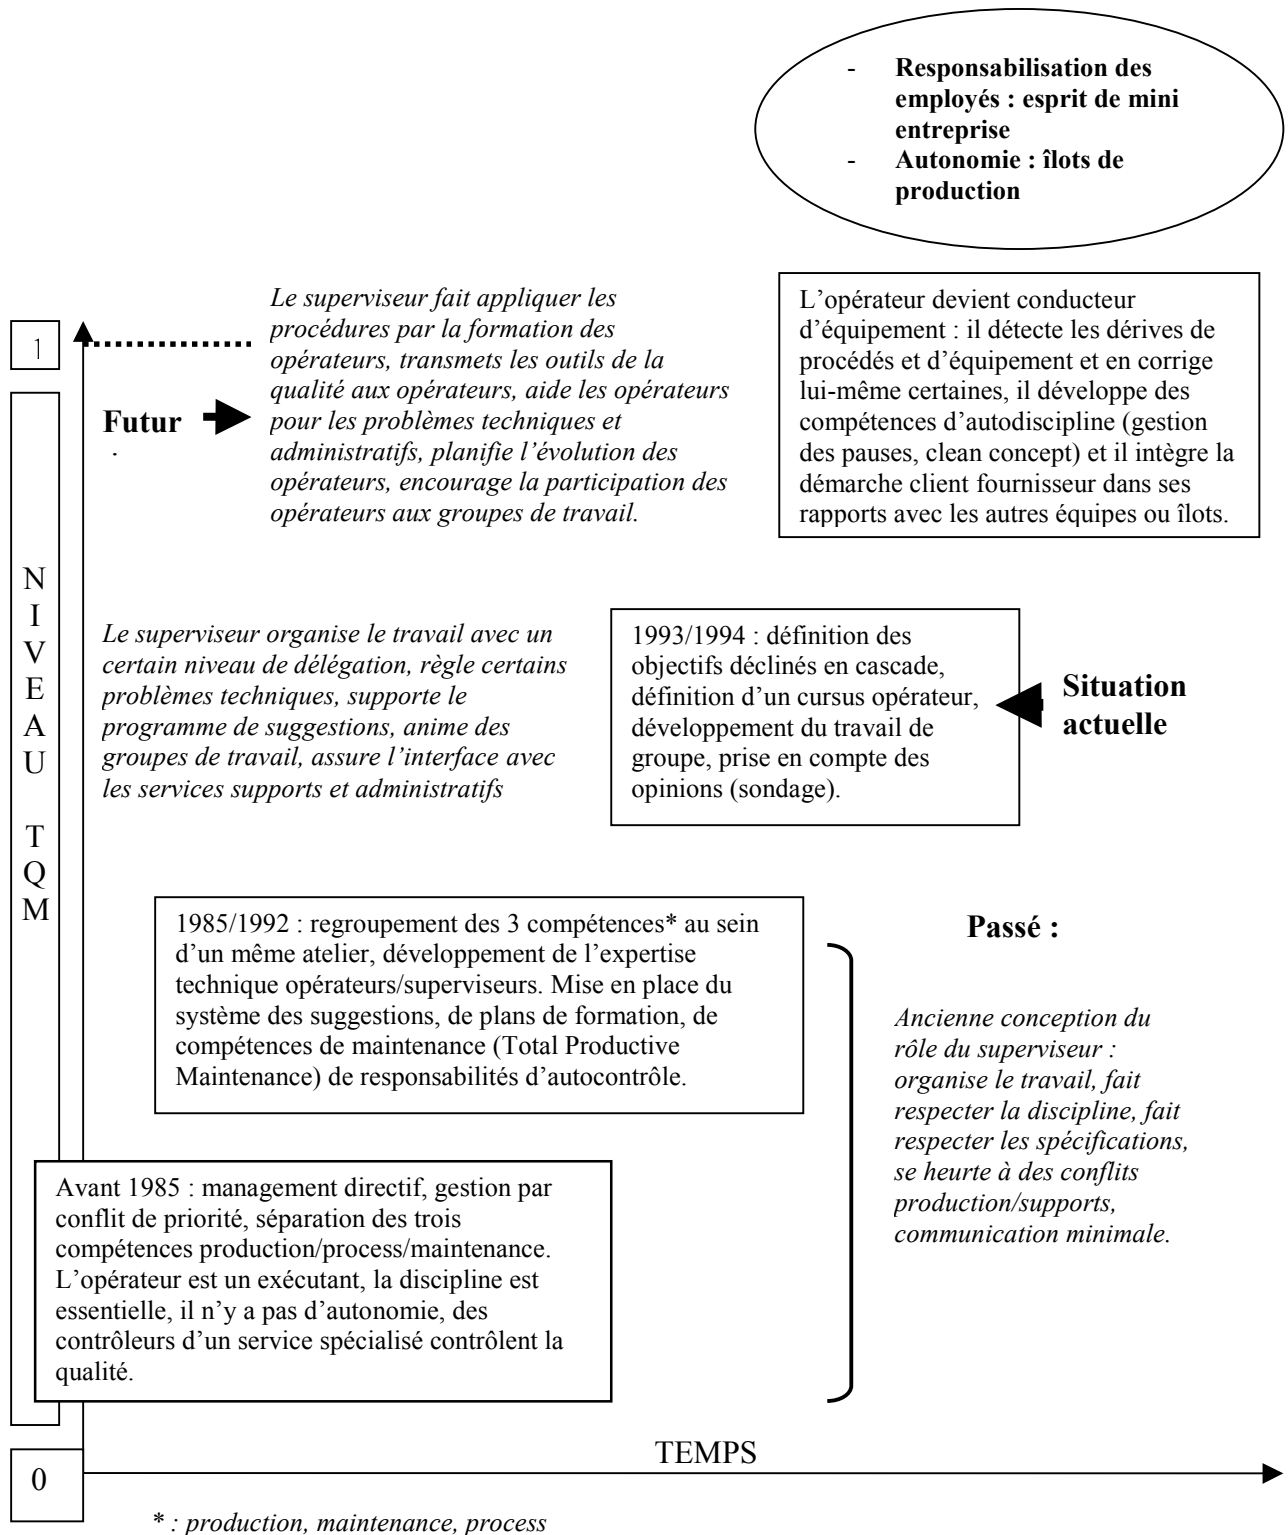 - Responsabilisation des
employés : esprit de mini
entreprise
- Autonomie : îlots de
production
1
Futur
.
Le superviseur fait appliquer les
procédures par la formation des
opérateurs, transmets les outils de la
qualité aux opérateurs, aide les opérateurs
pour les problèmes techniques et
administratifs, planifie l’évolution des
opérateurs, encourage la participation des
opérateurs aux groupes de travail.
L’opérateur devient conducteur
d’équipement : il détecte les dérives de
procédés et d’équipement et en corrige
lui-même certaines, il développe des
compétences d’autodiscipline (gestion
des pauses, clean concept) et il intègre la
démarche client fournisseur dans ses
rapports avec les autres équipes ou îlots.
N
I
V
E
A
U
T
Q
M
Le superviseur organise le travail avec un
certain niveau de délégation, règle certains
problèmes techniques, supporte le
programme de suggestions, anime des
groupes de travail, assure l’interface avec
les services supports et administratifs
1993/1994 : définition des
objectifs déclinés en cascade,
définition d’un cursus opérateur,
développement du travail de
groupe, prise en compte des
opinions (sondage).
Situation
actuelle
1985/1992 : regroupement des 3 compétences* au sein
d’un même atelier, développement de l’expertise
technique opérateurs/superviseurs. Mise en place du
système des suggestions, de plans de formation, de
compétences de maintenance (Total Productive
Maintenance) de responsabilités d’autocontrôle.
Passé :
Ancienne conception du
rôle du superviseur :
organise le travail, fait
respecter la discipline, fait
respecter les spécifications,
se heurte à des conflits
production/supports,
communication minimale.
Avant 1985 : management directif, gestion par
conflit de priorité, séparation des trois
compétences production/process/maintenance.
L’opérateur est un exécutant, la discipline est
essentielle, il n’y a pas d’autonomie, des
contrôleurs d’un service spécialisé contrôlent la
qualité.
0
TEMPS
* : production, maintenance, process